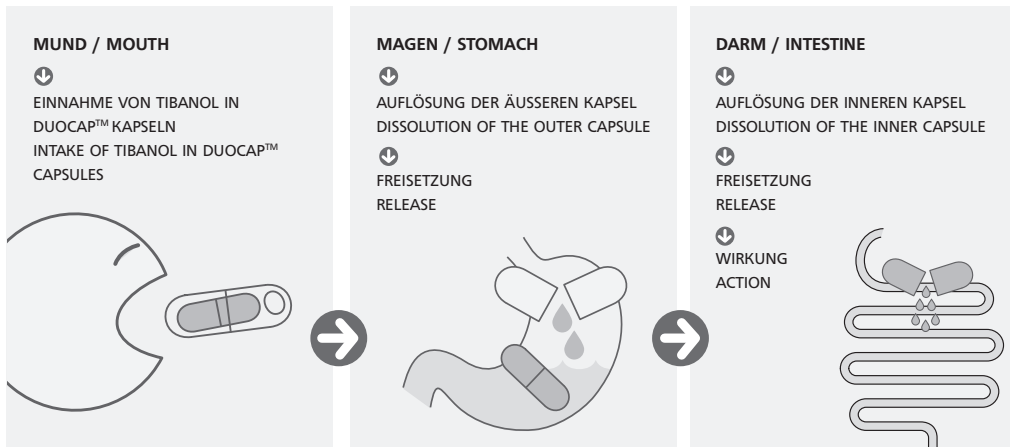 MUND / MOUTH
EINNAHME VON TIBANOL IN
DUOCAP™ KAPSELN
INTAKE OF TIBANOL IN DUOCAP™
CAPSULES
MAGEN / STOMACH
AUFLÖSUNG DER ÄUSSEREN KAPSEL
DISSOLUTION OF THE OUTER CAPSULE
FREISETZUNG
RELEASE
DARM / INTESTINE
AUFLÖSUNG DER INNEREN KAPSEL
DISSOLUTION OF THE INNER CAPSULE
FREISETZUNG
RELEASE
WIRKUNG
ACTION